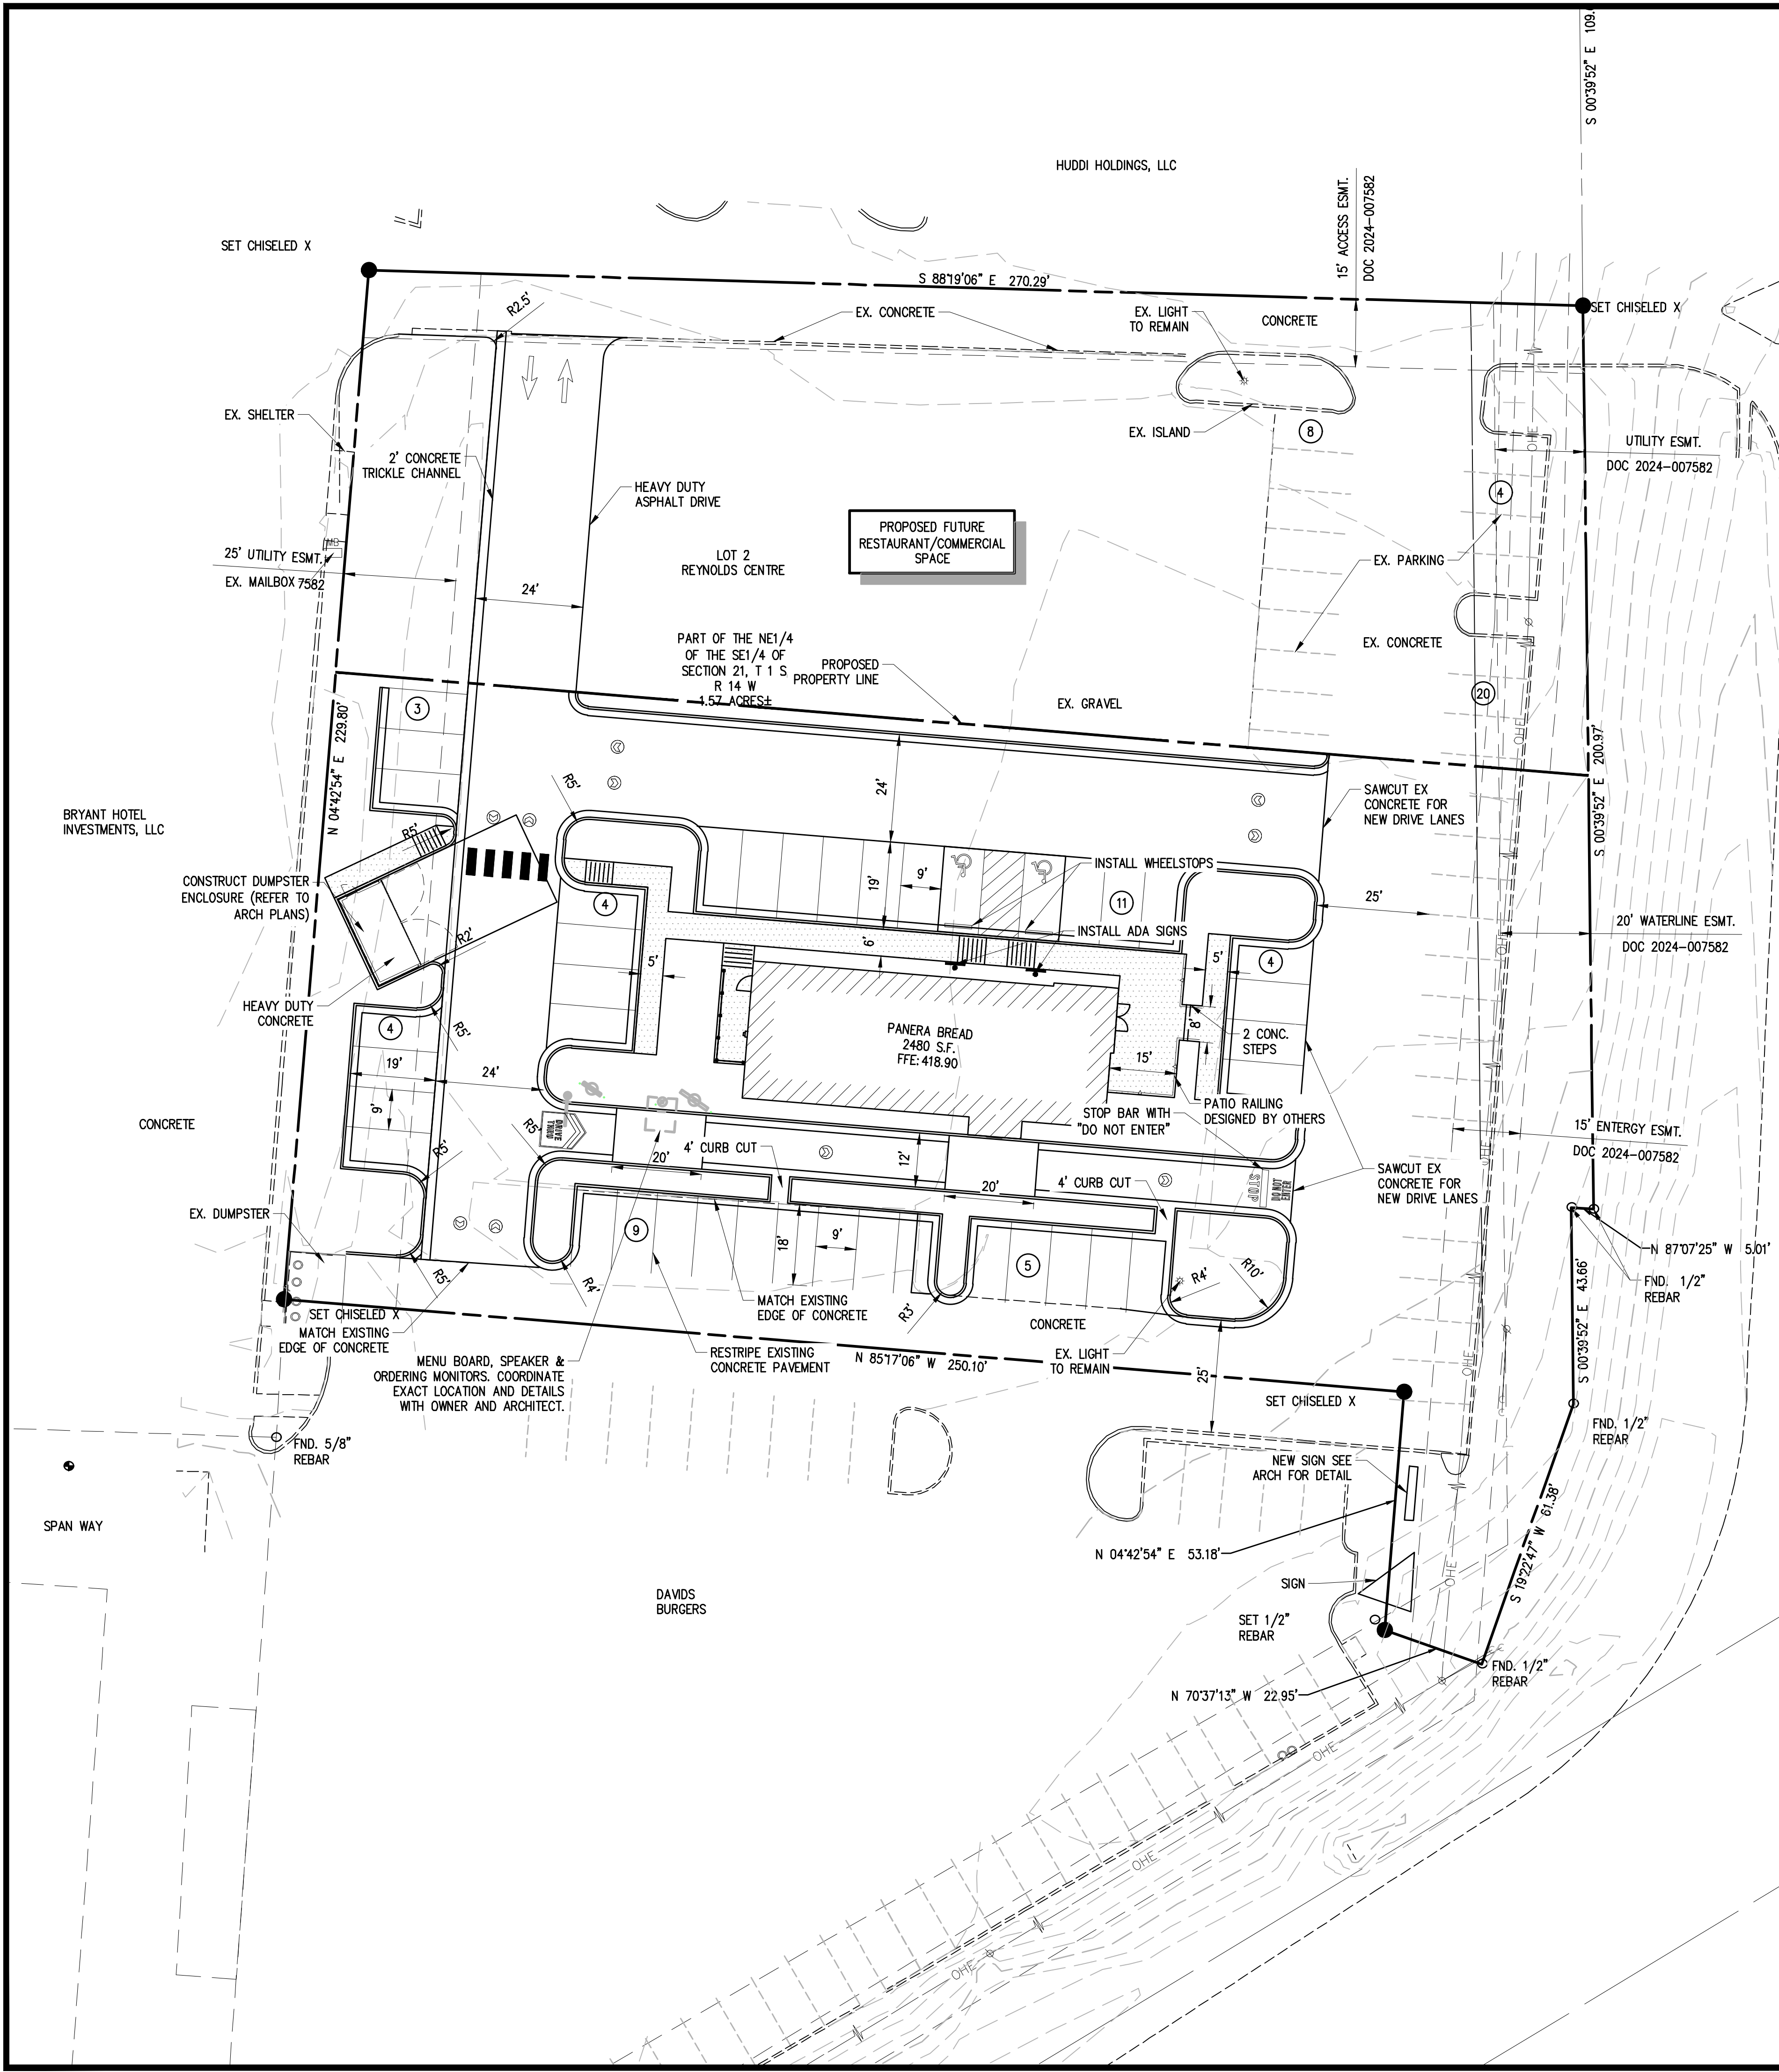 S 00°39'52" E 109.
HUDDI HOLDINGS, LLC
15' ACCESS ESMT.
DOC 2024-007582
SET CHISELED X
S 88°19'06" E 270.29'
SET CHISELED X
R2.5'
EX. CONCRETE
EX. LIGHT
TO REMAIN
CONCRETE
EX. SHELTER
EX. ISLAND
8
UTILITY ESMT.
DOC 2024-007582
OHE
2' CONCRETE
TRICKLE CHANNEL
HEAVY DUTY
ASPHALT DRIVE
4
PROPOSED FUTURE
RESTAURANT/COMMERCIAL
SPACE
25' UTILITY ESMT.
EX. MAILBOX 7582
MB
LOT 2
REYNOLDS CENTRE
EX. PARKING
24'
PART OF THE NE1/4
OF THE SE1/4 OF
SECTION 21, T 1 S
R 14 W
1.57 ACRES±
PROPOSED
PROPERTY LINE
EX. CONCRETE
EX. GRAVEL
20
3
OHE
N 04°42'54" E 229.80'
S 00°39'52" E 200.97'
BRYANT HOTEL
INVESTMENTS, LLC
R5'
R5'
24'
SAWCUT EX
CONCRETE FOR
NEW DRIVE LANES
CONSTRUCT DUMPSTER
ENCLOSURE (REFER TO
ARCH PLANS)
INSTALL WHEELSTOPS
19'
9'
4
11
25'
INSTALL ADA SIGNS
20' WATERLINE ESMT.
DOC 2024-007582
OHE
R2'
6'
5'
5'
4
HEAVY DUTY
CONCRETE
4
R5'
PANERA BREAD
2480 S.F.
FFE: 418.90
8'
2 CONC.
STEPS
15'
19'
24'
9'
PATIO RAILING
DESIGNED BY OTHERS
STOP BAR WITH
"DO NOT ENTER"
CONCRETE
DRIVE
THRU
R5'
R5'
4' CURB CUT
12'
15' ENTERGY ESMT.
DOC 2024-007582
OHE
20'
20'
4' CURB CUT
STOP
DO NOT
ENTER
SAWCUT EX
CONCRETE FOR
NEW DRIVE LANES
EX. DUMPSTER
9
18'
9'
5
R5'
R4'
R3'
R4'
R10'
N 87°07'25" W 5.01'
FND. 1/2"
REBAR
S 00°39'52" E 43.66'
SET CHISELED X
MATCH EXISTING
EDGE OF CONCRETE
MATCH EXISTING
EDGE OF CONCRETE
CONCRETE
RESTRIPE EXISTING
CONCRETE PAVEMENT
N 85°17'06" W 250.10'
EX. LIGHT
TO REMAIN
25'
OHE
MENU BOARD, SPEAKER &
ORDERING MONITORS. COORDINATE
EXACT LOCATION AND DETAILS
WITH OWNER AND ARCHITECT.
SET CHISELED X
FND. 1/2"
REBAR
FND. 5/8"
REBAR
NEW SIGN SEE
ARCH FOR DETAIL
S 19°22'47" W 61.38'
SPAN WAY
N 04°42'54" E 53.18'
OHE
SIGN
DAVIDS
BURGERS
SET 1/2"
REBAR
FND. 1/2"
REBAR
N 70°37'13" W 22.95'
OHE
OHE
OHE